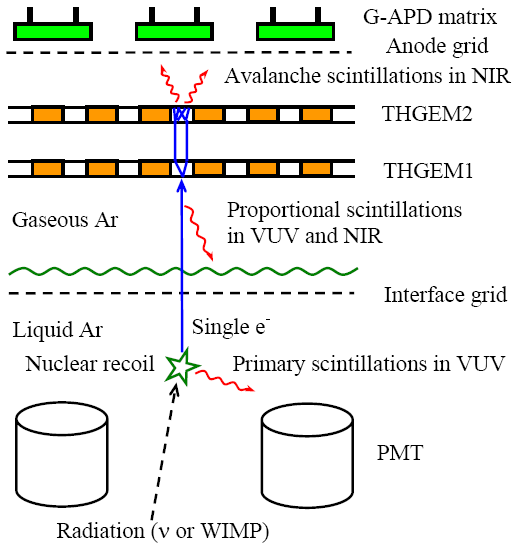 G-APD matrix
Anode grid
Avalanche scintillations in NIR
THGEM2
THGEM1
Proportional scintillations
in VUV and NIR
Gaseous Ar
Interface grid
Liquid Ar
Single e⁻
Nuclear recoil
Primary scintillations in VUV
PMT
Radiation (ν or WIMP)